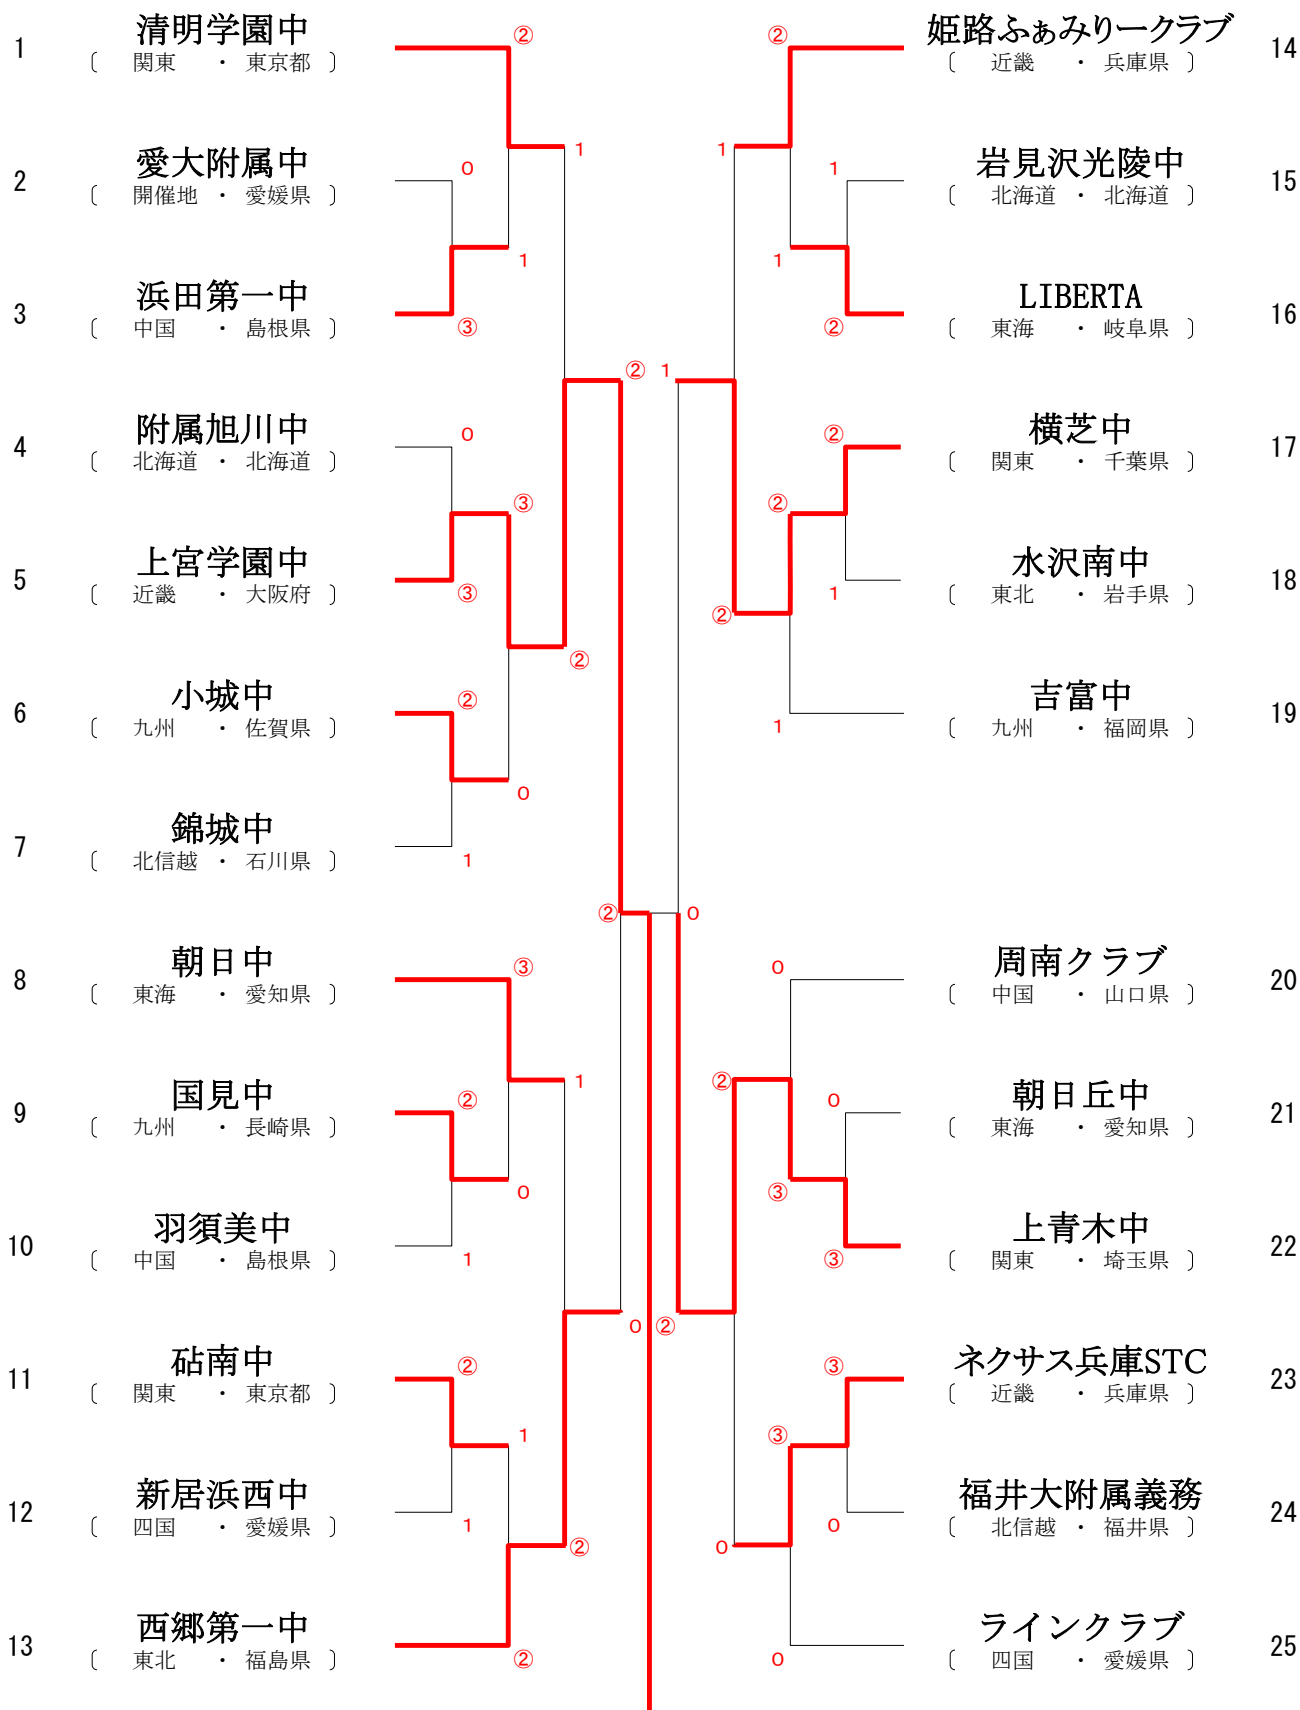 清明学園中
1
〔 関東 ・ 東京都 〕
愛大附属中
2
〔 開催地 ・ 愛媛県 〕
浜田第一中
3
〔 中国 ・ 島根県 〕
附属旭川中
4
〔 北海道 ・ 北海道 〕
上宮学園中
5
〔 近畿 ・ 大阪府 〕
小城中
6
〔 九州 ・ 佐賀県 〕
錦城中
7
〔 北信越 ・ 石川県 〕
朝日中
8
〔 東海 ・ 愛知県 〕
国見中
9
〔 九州 ・ 長崎県 〕
羽須美中
10
〔 中国 ・ 島根県 〕
砧南中
11
〔 関東 ・ 東京都 〕
新居浜西中
12
〔 四国 ・ 愛媛県 〕
西郷第一中
13
〔 東北 ・ 福島県 〕
②
1
0
1
③
②
0
③
③
②
②
0
1
②
③
1
②
0
1
0
②
1
1
②
②
②
1
1
1
②
1
②
②
②
1
1
0
0
②
0
③
③
②
③
③
0
0
0
姫路ふぁみりークラブ
14
〔 近畿 ・ 兵庫県 〕
岩見沢光陵中
15
〔 北海道 ・ 北海道 〕
LIBERTA
16
〔 東海 ・ 岐阜県 〕
横芝中
17
〔 関東 ・ 千葉県 〕
水沢南中
18
〔 東北 ・ 岩手県 〕
吉富中
19
〔 九州 ・ 福岡県 〕
周南クラブ
20
〔 中国 ・ 山口県 〕
朝日丘中
21
〔 東海 ・ 愛知県 〕
上青木中
22
〔 関東 ・ 埼玉県 〕
ネクサス兵庫STC
23
〔 近畿 ・ 兵庫県 〕
福井大附属義務
24
〔 北信越 ・ 福井県 〕
ラインクラブ
25
〔 四国 ・ 愛媛県 〕